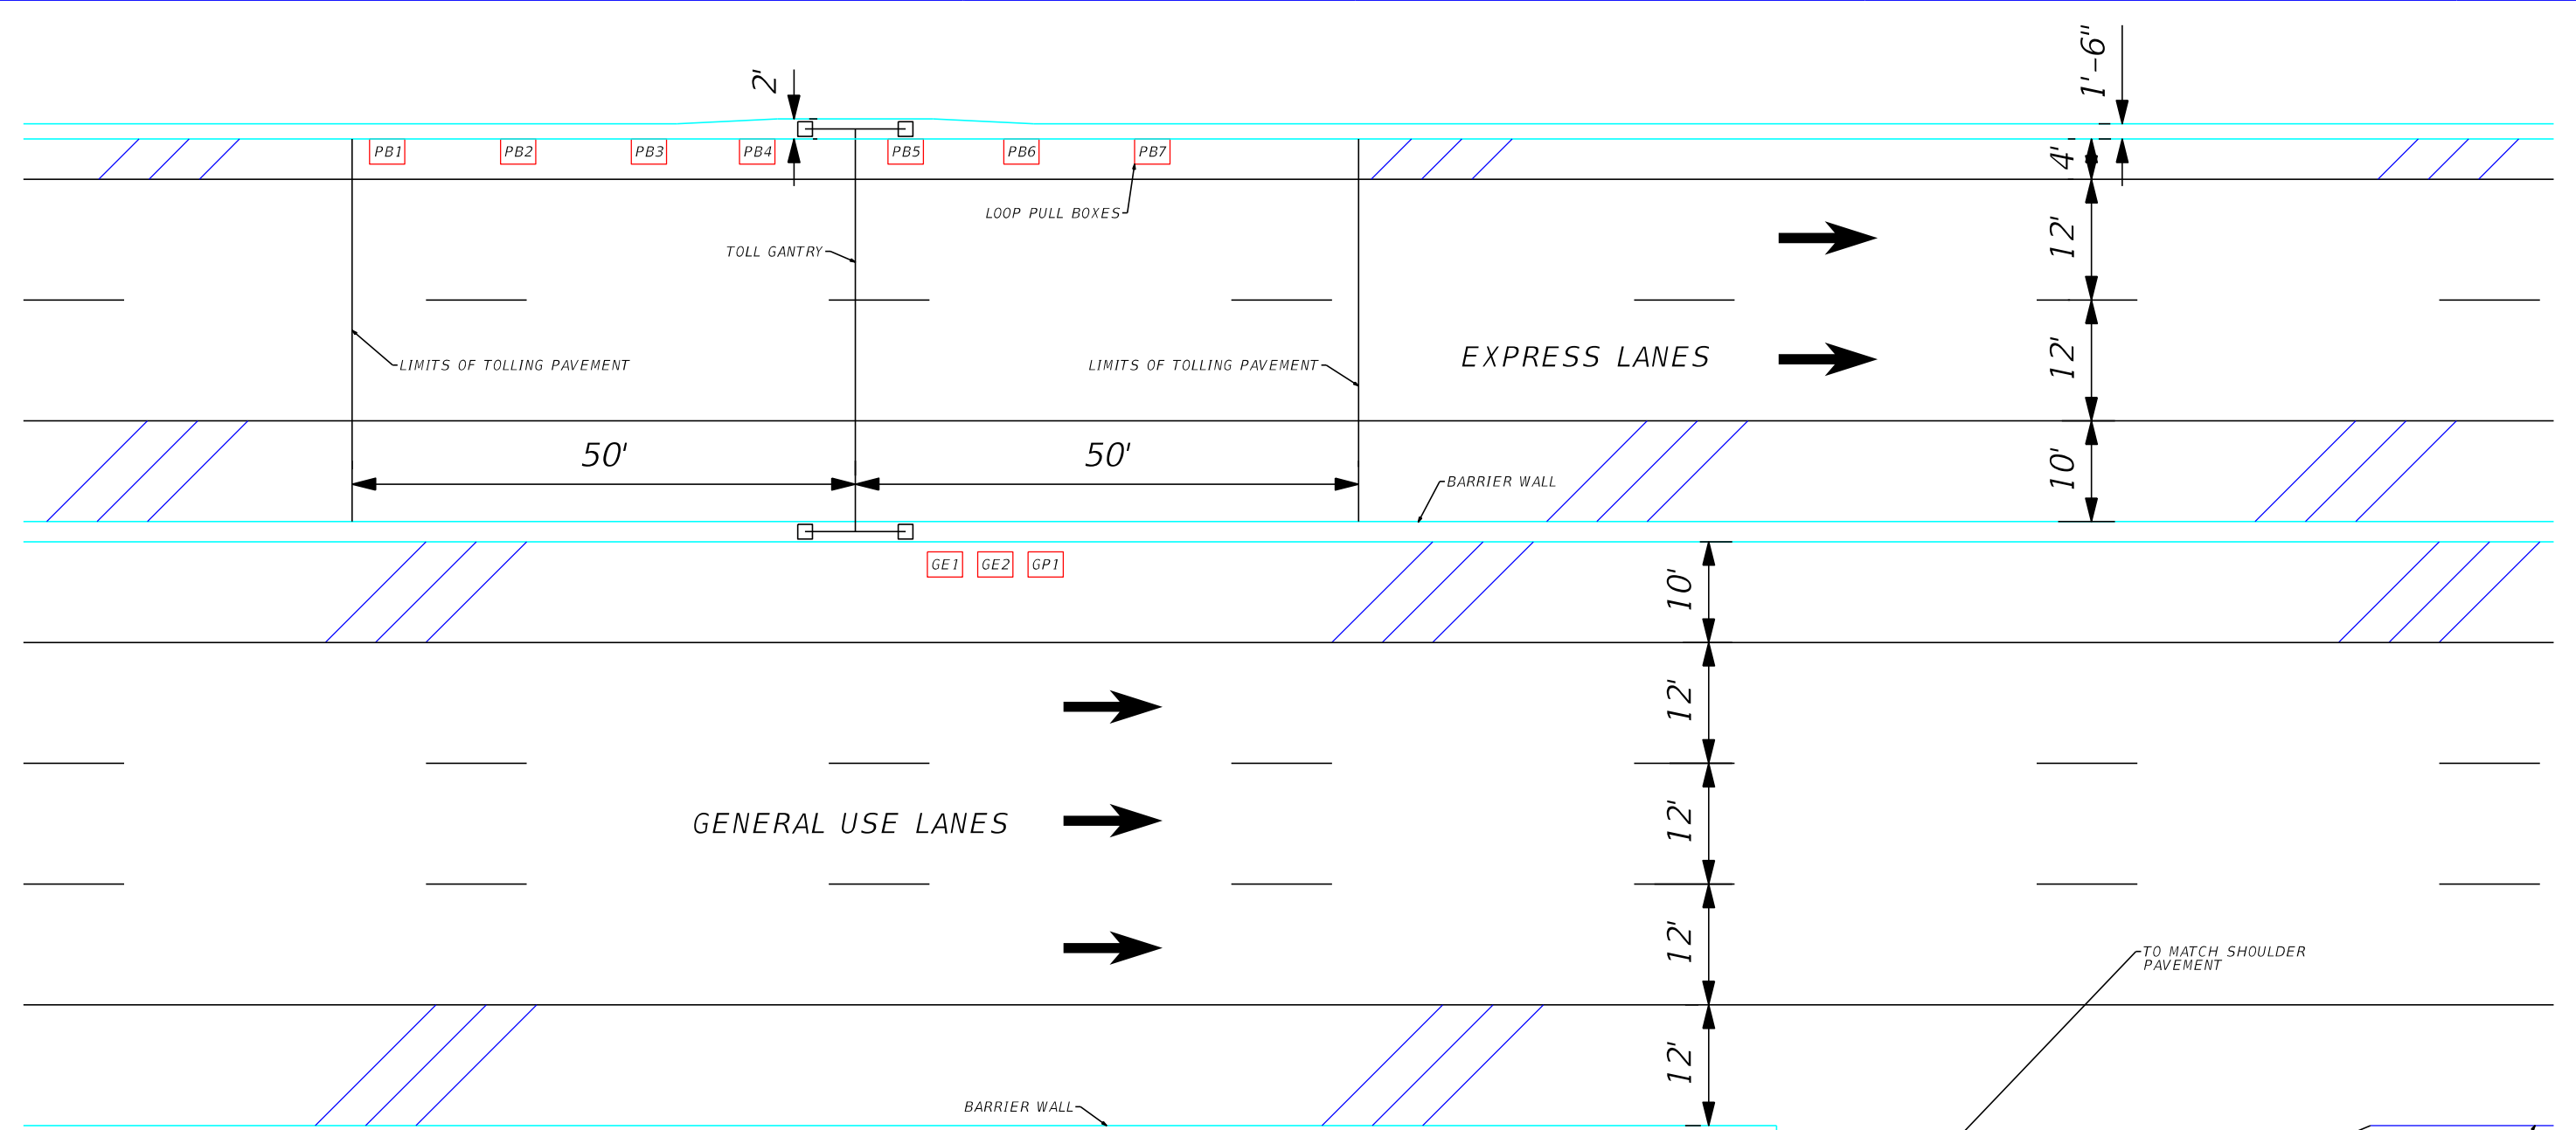 1'-6"
2'
PB1 PB2 PB3 PB4 PB5 PB6 PB7
4'
LOOP PULL BOXES
12'
TOLL GANTRY
EXPRESS LANES
12'
LIMITS OF TOLLING PAVEMENT
LIMITS OF TOLLING PAVEMENT
50'
50'
10'
BARRIER WALL
GE1 GE2 GP1
10'
12'
GENERAL USE LANES
12'
12'
TO MATCH SHOULDER
PAVEMENT
12'
BARRIER WALL